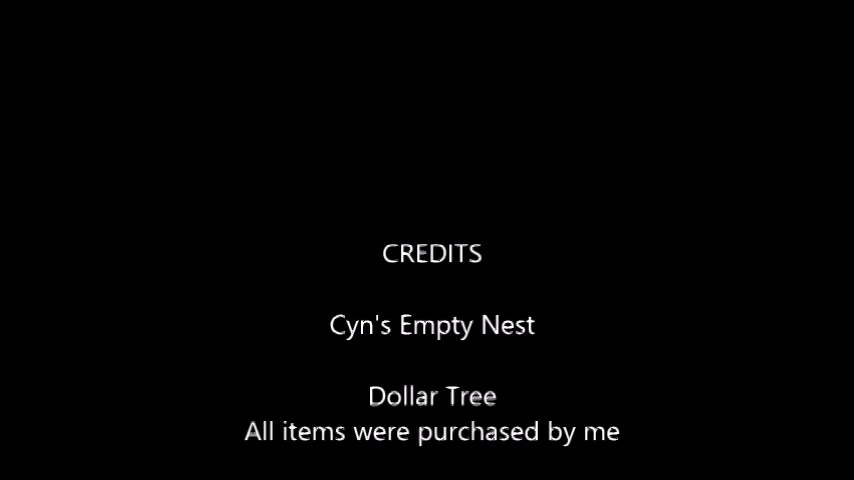 CREDITS
Cyn's Empty Nest
Dollar Tree
All items were purchased by me